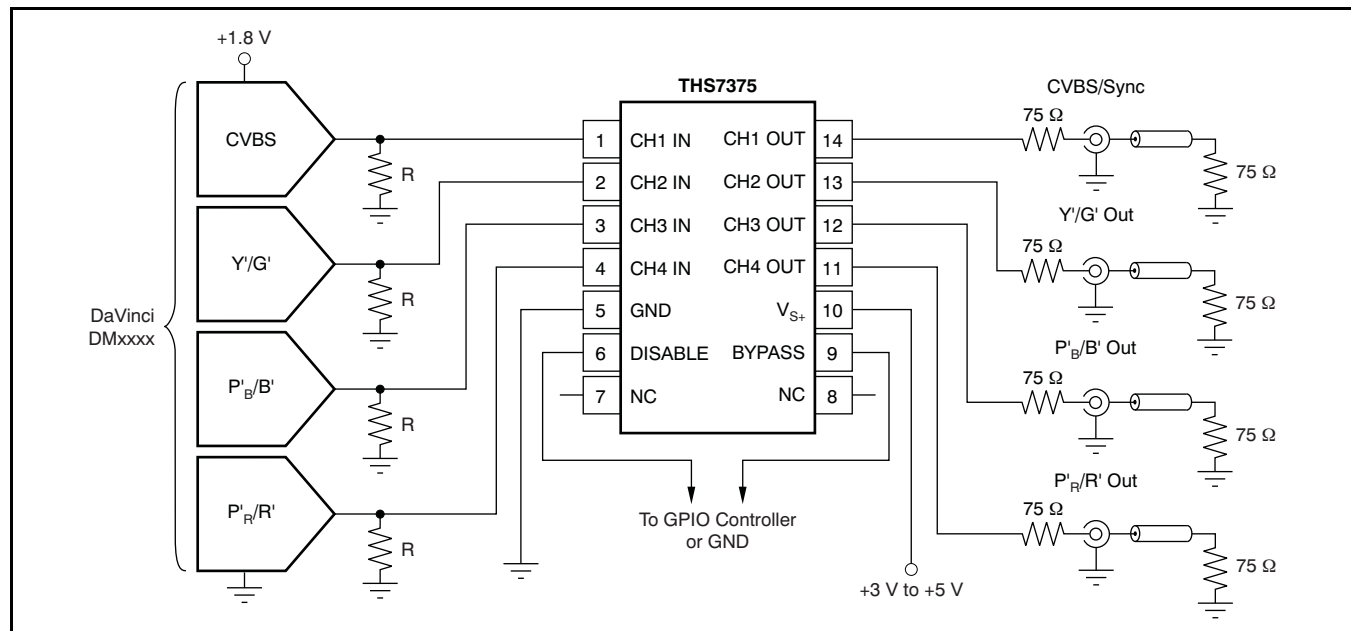 +1.8 V
CVBS
R
Y'/G'
R
DaVinci
DMxxxx
P'B/B'
R
P'R/R'
R
THS7375
1 CH1 IN CH1 OUT 14
2 CH2 IN CH2 OUT 13
3 CH3 IN CH3 OUT 12
4 CH4 IN CH4 OUT 11
5 GND VS+ 10
6 DISABLE BYPASS 9
7 NC NC 8
To GPIO Controller
or GND
+3 V to +5 V
CVBS/Sync
75 Ω
75 Ω
Y'/G' Out
75 Ω
75 Ω
P'B/B' Out
75 Ω
75 Ω
P'R/R' Out
75 Ω
75 Ω